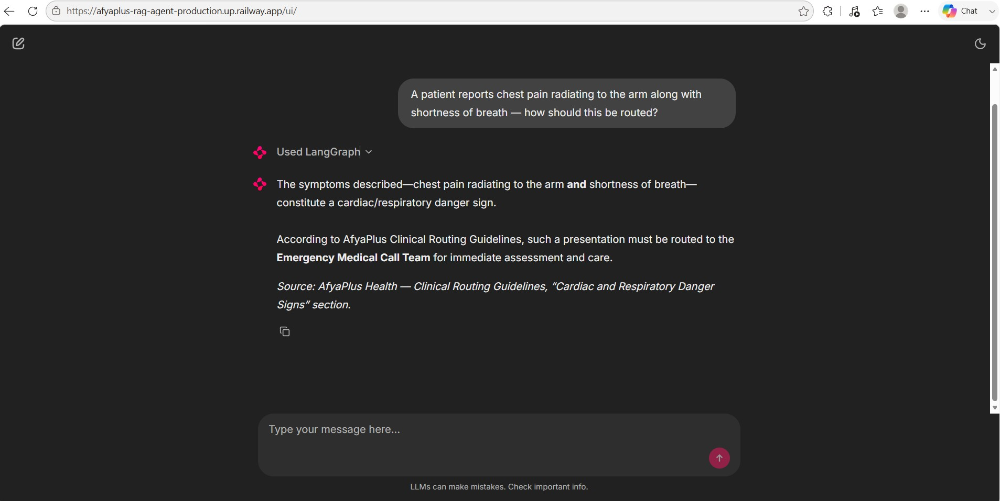 https://afyaplus-rag-agent-production.up.railway.app/ui/
Chat
A patient reports chest pain radiating to the arm along with
shortness of breath — how should this be routed?
Used LangGraph
The symptoms described—chest pain radiating to the arm and shortness of breath—
constitute a cardiac/respiratory danger sign.
According to AfyaPlus Clinical Routing Guidelines, such a presentation must be routed to the
Emergency Medical Call Team for immediate assessment and care.
Source: AfyaPlus Health — Clinical Routing Guidelines, “Cardiac and Respiratory Danger
Signs” section.
Type your message here...
LLMs can make mistakes. Check important info.